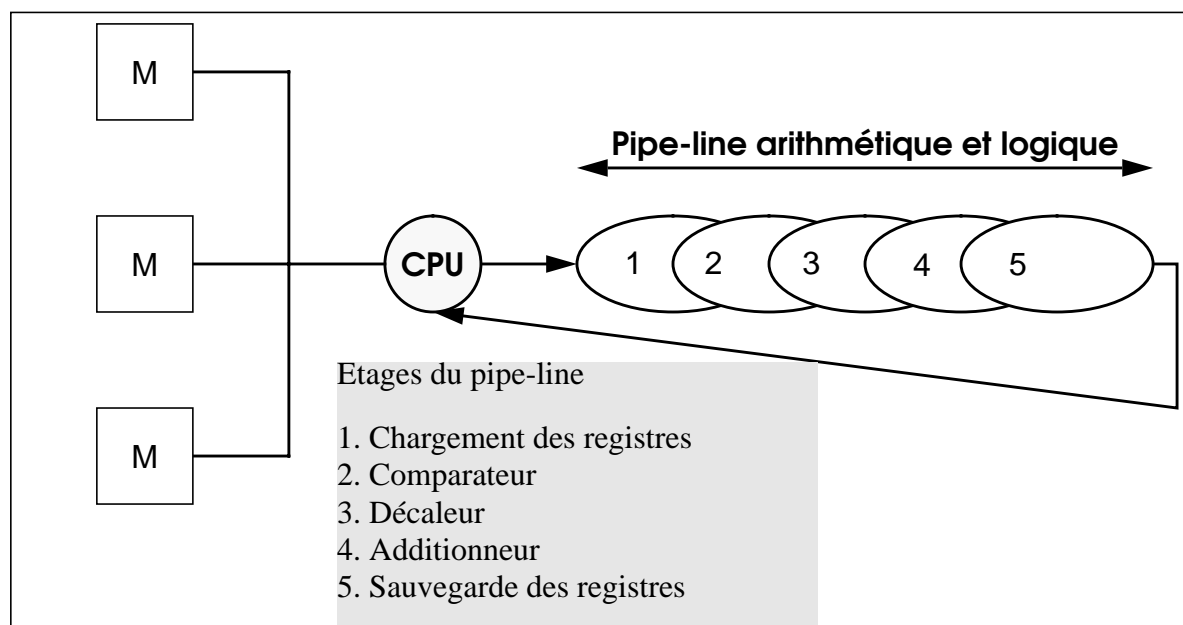 M
Pipe-line arithmétique et logique
M
CPU
1 2 3 4 5
Etages du pipe-line
1. Chargement des registres
2. Comparateur
M
3. Décaleur
4. Additionneur
5. Sauvegarde des registres